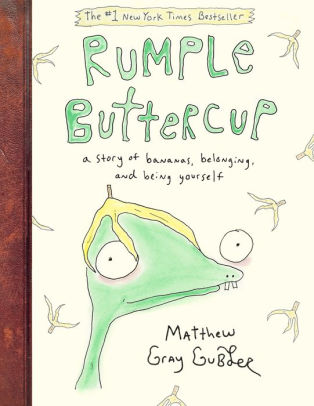 The #1 New York Times Bestseller
RUMPLE
BUTTERCUP
a story of bananas, belonging,
and being yourself
MATTHEW
GRAY GUBLER